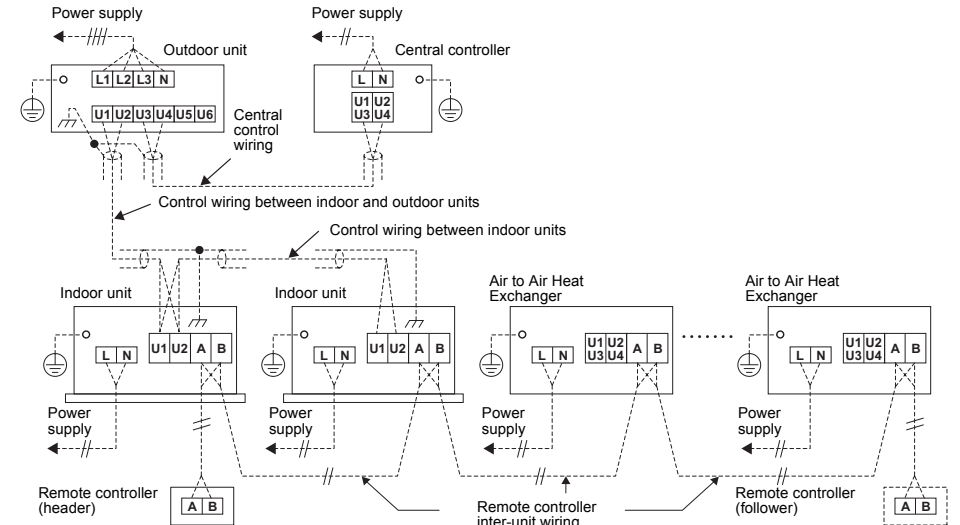 Power supply
Power supply
Outdoor unit
Central controller
L1 L2 L3 N
L N
U1 U2 U3 U4 U5 U6
U1 U2
U3 U4
Central
control
wiring
Control wiring between indoor and outdoor units
Control wiring between indoor units
Indoor unit
Indoor unit
Air to Air Heat
Exchanger
Air to Air Heat
Exchanger
L N
U1 U2 A B
L N
U1 U2 A B
L N
U1 U2
U3 U4
A B
L N
U1 U2
U3 U4
A B
Power
supply
Power
supply
Power
supply
Power
supply
Remote controller
(header)
A B
Remote controller
inter-unit wiring
Remote controller
(follower)
A B